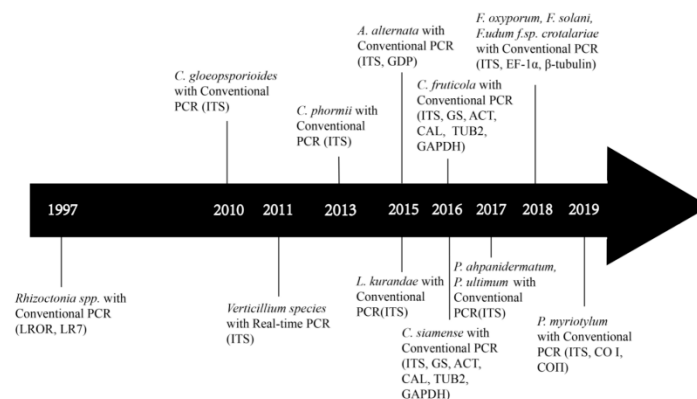 F. oxyporum, F. solani,
F.udum f.sp. crotalariae
with Conventional PCR
(ITS, EF-1α, β-tubulin)
A. alternata with
Conventional PCR
(ITS, GDP)
C. gloeopsporioides
with Conventional
PCR (ITS)
C. phormii with
Conventional PCR
(ITS)
C. fruticola with
Conventional PCR
(ITS, GS, ACT,
CAL, TUB2,
GAPDH)
1997 2010 2011 2013 2015 2016 2017 2018 2019
Rhizoctonia spp. with
Conventional PCR
(LROR, LR7)
Verticillium species
with Real-time PCR
(ITS)
L. kurandae with
Conventional
PCR(ITS)
C. siamense with
Conventional PCR
(ITS, GS, ACT,
CAL, TUB2,
GAPDH)
P. ahpanidermatum,
P. ultimum with
Conventional
PCR(ITS)
P. myriotylum
with Conventional
PCR (ITS, CO I,
COΠ)